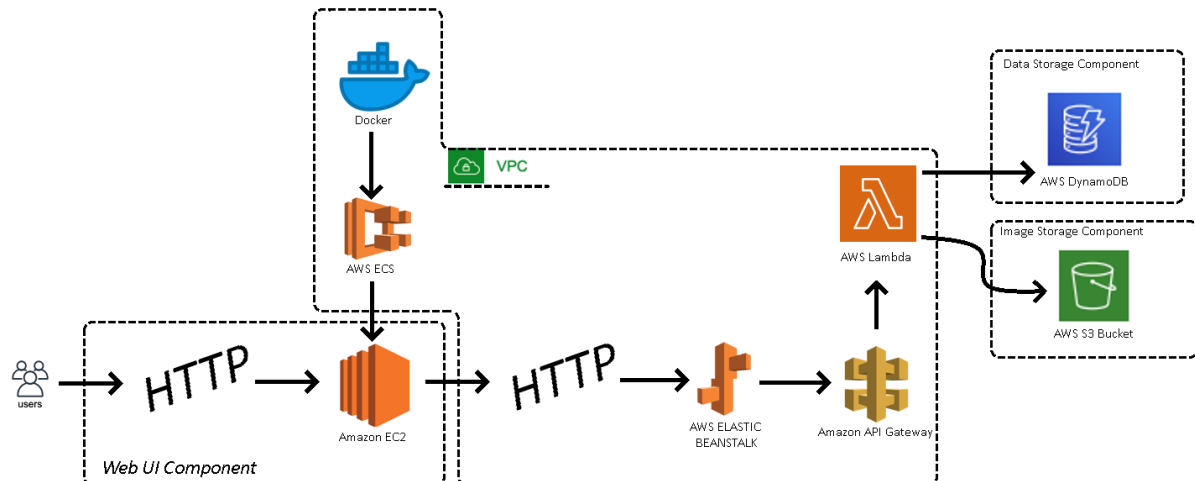 Docker
Data Storage Component
AWS DynamoDB
VPC
AWS ECS
AWS Lambda
Image Storage Component
AWS S3 Bucket
users
HTTP
Amazon EC2
HTTP
AWS ELASTIC
BEANSTALK
Amazon API Gateway
Web UI Component